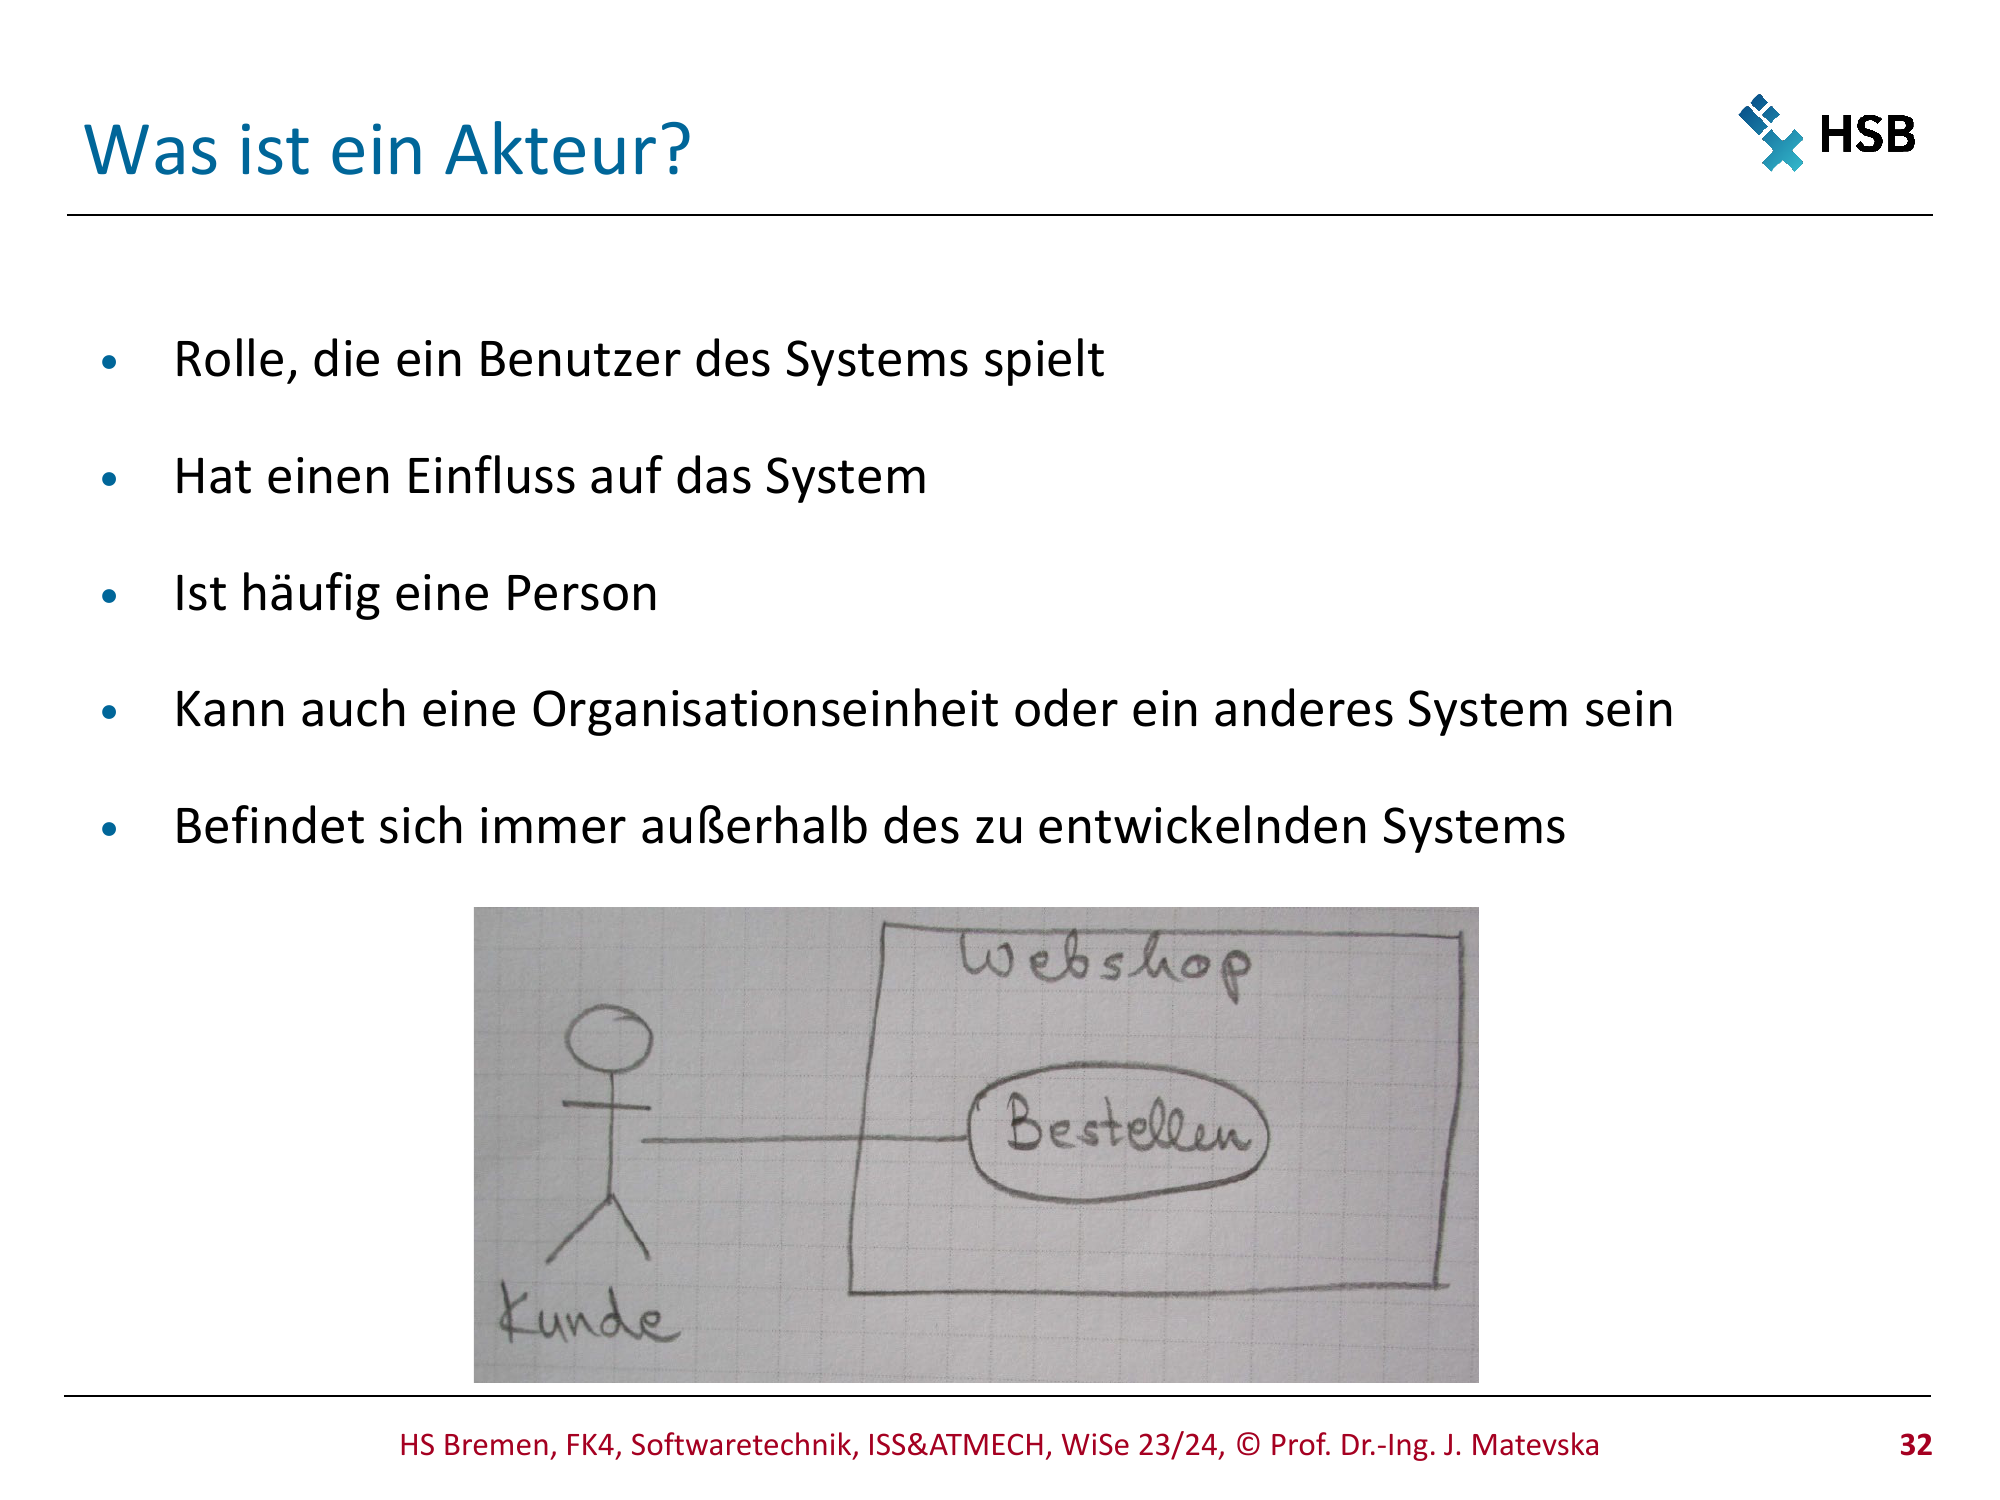 Was ist ein Akteur?
HSB
• Rolle, die ein Benutzer des Systems spielt
• Hat einen Einfluss auf das System
• Ist häufig eine Person
• Kann auch eine Organisationseinheit oder ein anderes System sein
• Befindet sich immer außerhalb des zu entwickelnden Systems
Webshop
Bestellen
Kunde
HS Bremen, FK4, Softwaretechnik, ISS&ATMECH, WiSe 23/24, © Prof. Dr.-Ing. J. Matevska
32